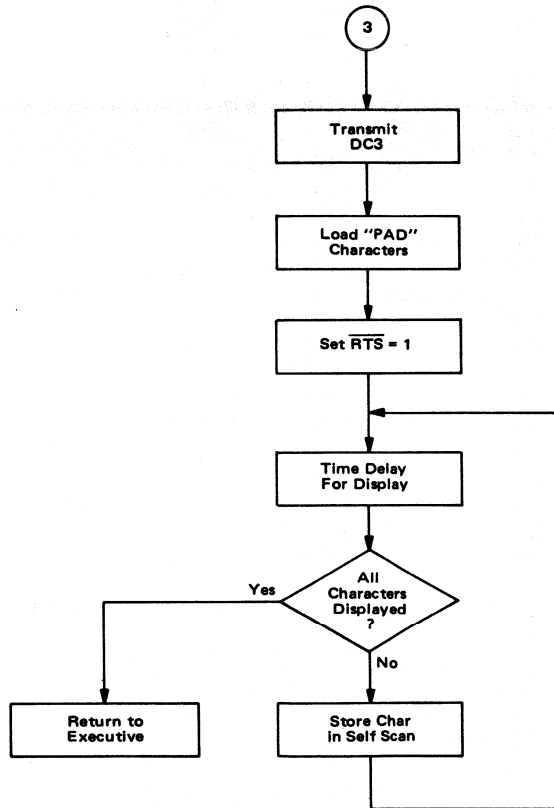 3
Transmit
DC3
Load "PAD"
Characters
Set R̅T̅S̅ = 1
Time Delay
For Display
All
Characters
Displayed
?
Yes
No
Return to
Executive
Store Char
in Self Scan